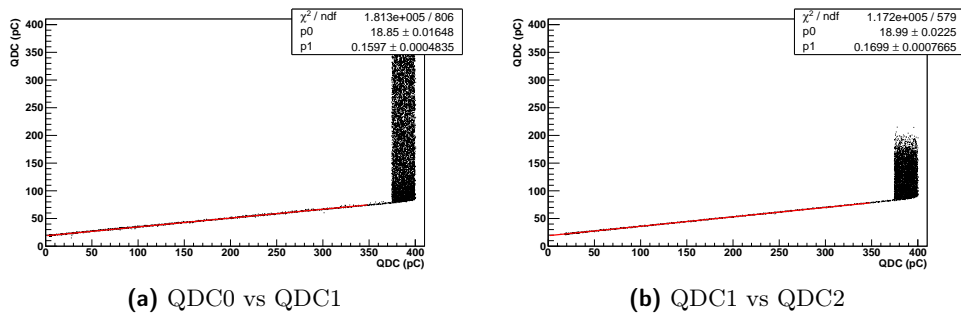 χ² / ndf 1.813e+005 / 806
p0 18.85 ± 0.01648
p1 0.1597 ± 0.0004835
QDC (pC)
400
350
300
250
200
150
100
50
0
0 50 100 150 200 250 300 350 400
QDC (pC)
(a) QDC0 vs QDC1
χ² / ndf 1.172e+005 / 579
p0 18.99 ± 0.0225
p1 0.1699 ± 0.0007665
QDC (pC)
400
350
300
250
200
150
100
50
0
0 50 100 150 200 250 300 350 400
QDC (pC)
(b) QDC1 vs QDC2